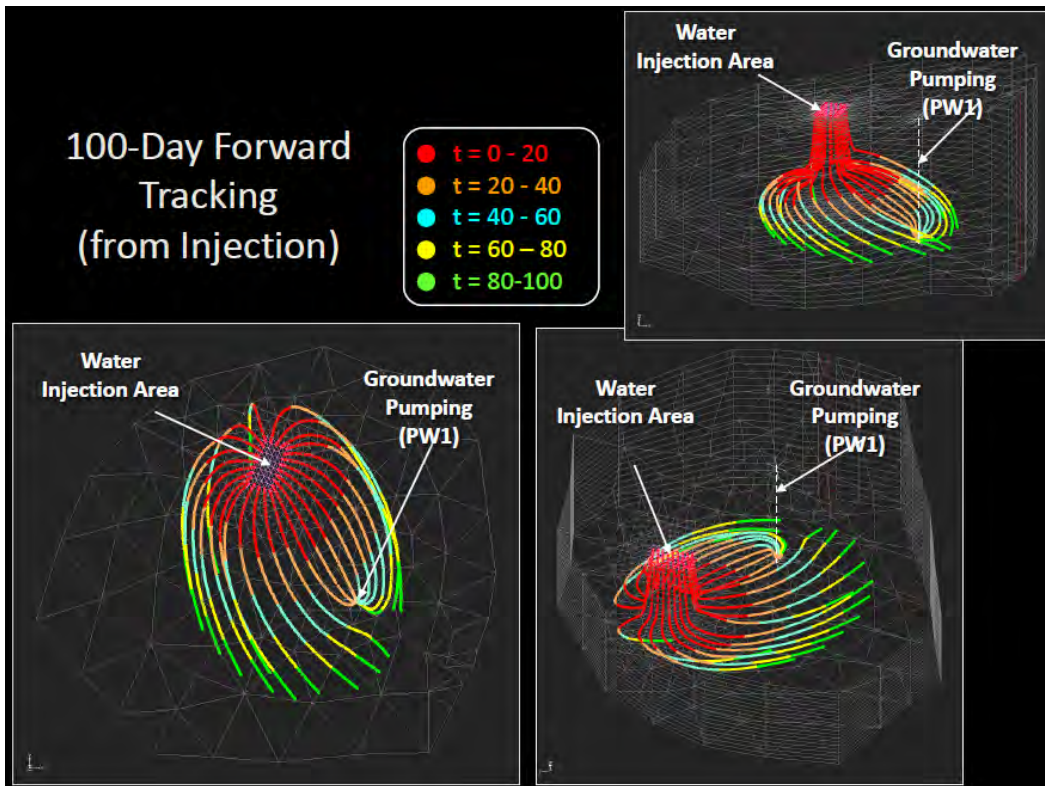 100-Day Forward
Tracking
(from Injection)
t = 0 - 20
t = 20 - 40
t = 40 - 60
t = 60 – 80
t = 80-100
Water
Injection Area
Groundwater
Pumping
(PW1)
Water
Injection Area
Groundwater
Pumping
(PW1)
Water
Injection Area
Groundwater
Pumping
(PW1)